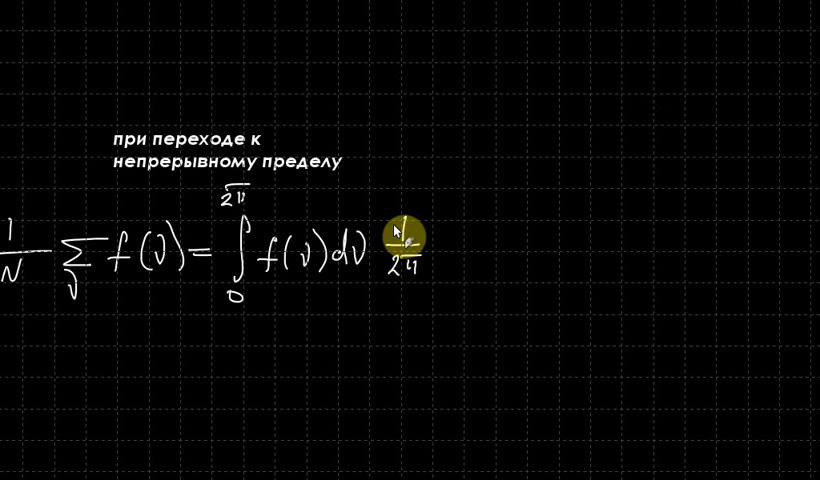 при переходе к
непрерывному пределу
1/N ∑_ν f(ν) = ∫_0^{2π} f(ν)dν 1/2π